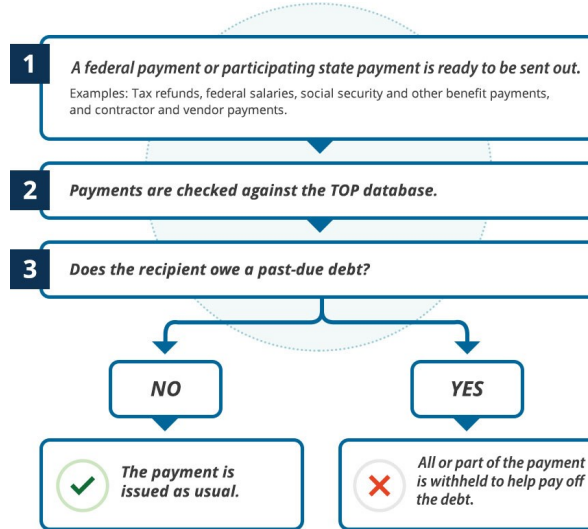 1
A federal payment or participating state payment is ready to be sent out.
Examples: Tax refunds, federal salaries, social security and other benefit payments,
and contractor and vendor payments.
2
Payments are checked against the TOP database.
3
Does the recipient owe a past-due debt?
NO
YES
The payment is
issued as usual.
All or part of the payment
is withheld to help pay off
the debt.